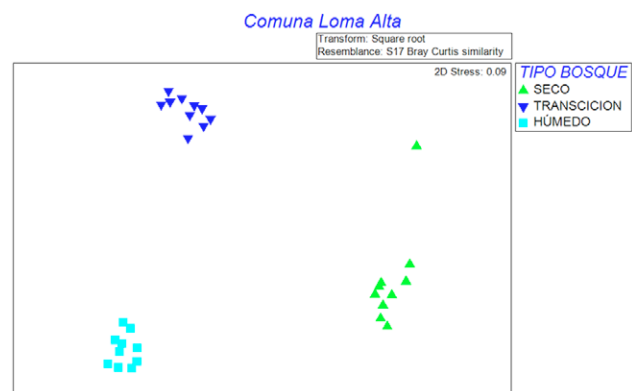 Comuna Loma Alta
Transform: Square root
Resemblance: S17 Bray Curtis similarity
2D Stress: 0.09
TIPO BOSQUE
SECO
TRANSCICION
HÚMEDO